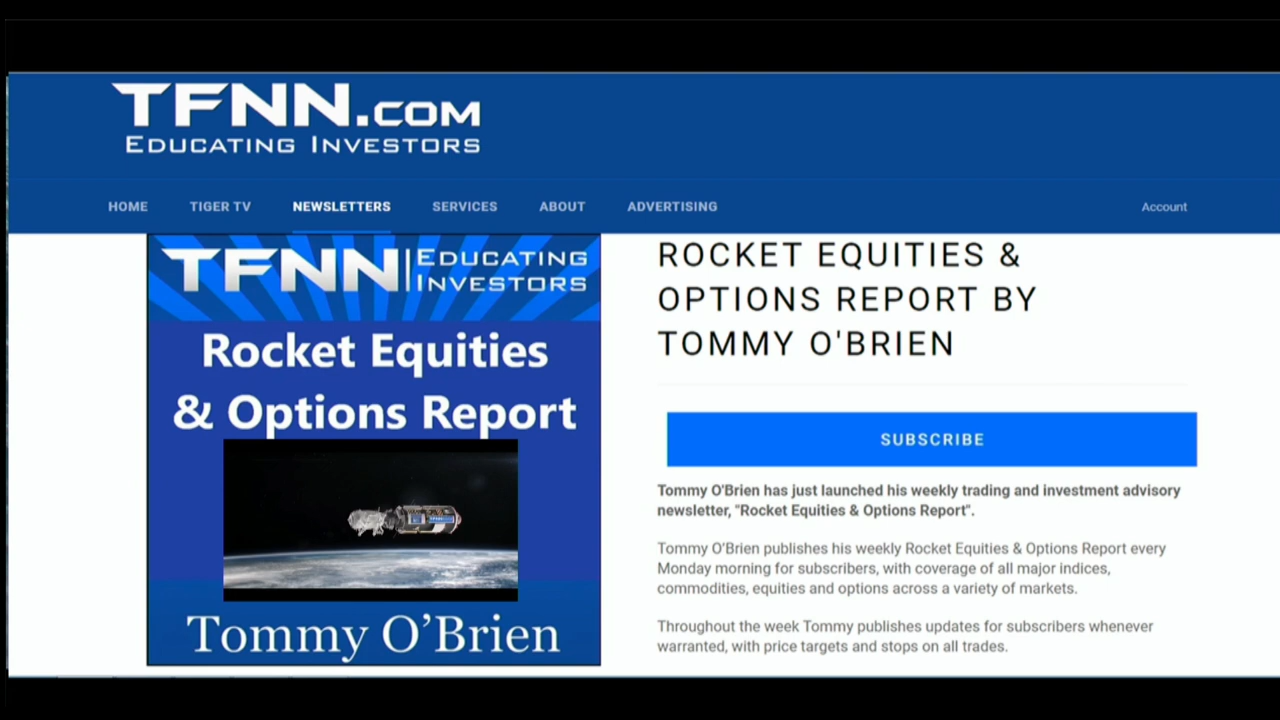 TFNN.COM
EDUCATING INVESTORS
HOME TIGER TV NEWSLETTERS SERVICES ABOUT ADVERTISING Account
TFNN EDUCATING
INVESTORS
Rocket Equities
& Options Report
Tommy O’Brien
ROCKET EQUITIES &
OPTIONS REPORT BY
TOMMY O'BRIEN
SUBSCRIBE
Tommy O'Brien has just launched his weekly trading and investment advisory
newsletter, "Rocket Equities & Options Report".
Tommy O’Brien publishes his weekly Rocket Equities & Options Report every
Monday morning for subscribers, with coverage of all major indices,
commodities, equities and options across a variety of markets.
Throughout the week Tommy publishes updates for subscribers whenever
warranted, with price targets and stops on all trades.